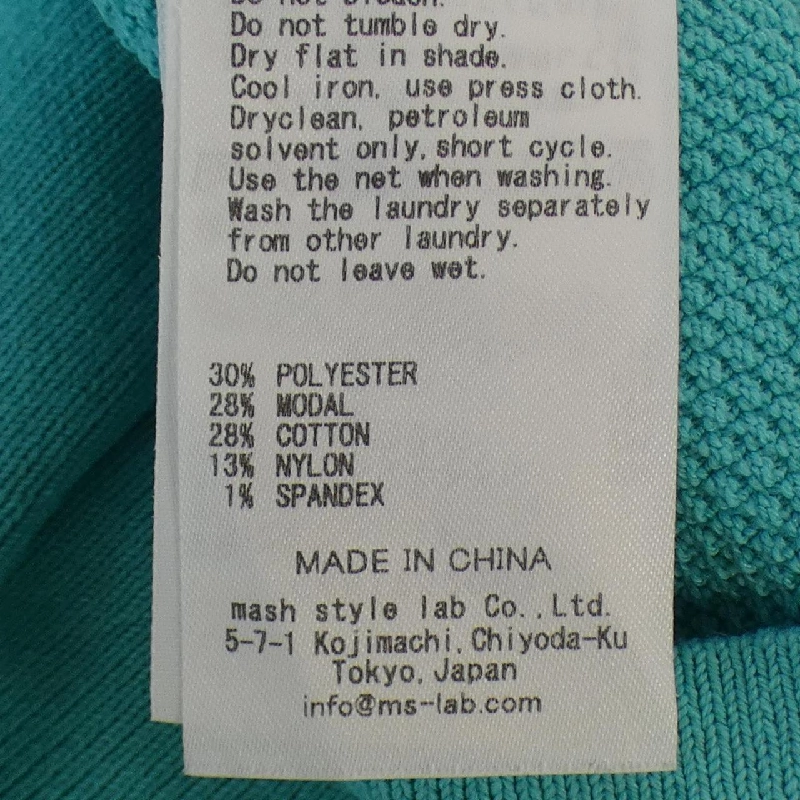 Do not bleach.
Do not tumble dry.
Dry flat in shade.
Cool iron, use press cloth.
Dryclean, petroleum
solvent only, short cycle.
Use the net when washing.
Wash the laundry separately
from other laundry.
Do not leave wet.
30% POLYESTER
28% MODAL
28% COTTON
13% NYLON
1% SPANDEX
MADE IN CHINA
mash style lab Co.,Ltd.
5-7-1 Kojimachi, Chiyoda-Ku
Tokyo, Japan
info@ms-lab.com